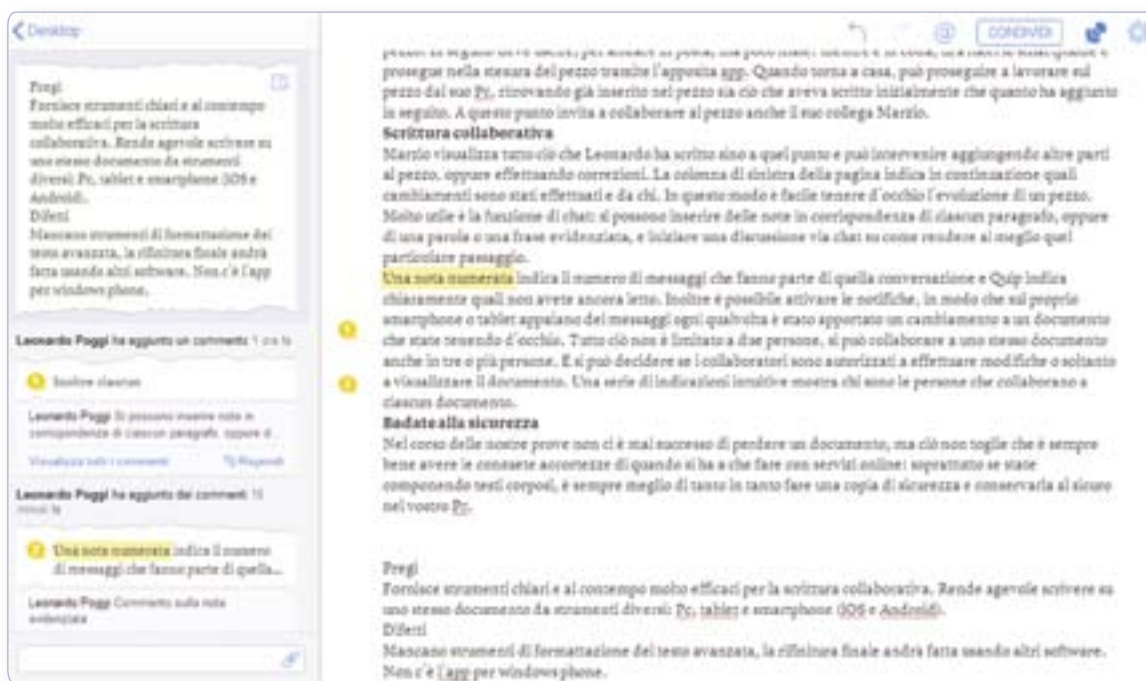 Desktop
Pregi
Fornisce strumenti chiari e al contempo
molto efficaci per la scrittura
collaborativa. Rende agevole scrivere su
uno stesso documento da strumenti
diversi: Pc, tablet e smartphone (iOS e
Android).
Difetti
Mancano strumenti di formattazione del
testo avanzata, la rifinitura finale andrà
fatta usando altri software. Non c'è l'app
per windows phone.
Leonardo Poggi ha aggiunto un commento 1 ora fa
1 Inoltre ciascun
Leonardo Poggi Si possono inserire note in
corrispondenza di ciascun paragrafo, oppure d...
Visualizza tutti i commenti Rispondi
Leonardo Poggi ha aggiunto dei commenti
minuti fa
2 Una nota numerata indica il numero
di messaggi che fanno parte di quella...
Leonardo Poggi Commento sulla nota
evidenziata
CONDIVIDI
pezzo. In seguito deve uscire, per andare in posta, ma poco male: mentre è in coda,
prosegue nella stesura del pezzo tramite l'apposita app. Quando torna a casa, può proseguire a lavorare sul
pezzo dal suo Pc, ritrovando già inserito nel pezzo sia ciò che aveva scritto inizialmente che quanto ha aggiunto
in seguito. A questo punto invita a collaborare al pezzo anche il suo collega Marzio.
Scrittura collaborativa
Marzio visualizza tutto ciò che Leonardo ha scritto sino a quel punto e può intervenire aggiungendo altre parti
al pezzo, oppure effettuando correzioni. La colonna di sinistra della pagina indica in continuazione quali
cambiamenti sono stati effettuati e da chi. In questo modo è facile tenere d'occhio l'evoluzione di un pezzo.
Molto utile è la funzione di chat: si possono inserire delle note in corrispondenza di ciascun paragrafo, oppure
di una parola o una frase evidenziata, e iniziare una discussione via chat su come rendere al meglio quel
particolare passaggio.
Una nota numerata indica il numero di messaggi che fanno parte di quella conversazione e Quip indica
chiaramente quali non avete ancora letto. Inoltre è possibile attivare le notifiche, in modo che sul proprio
smartphone o tablet appaiano dei messaggi ogni qualvolta è stato apportato un cambiamento a un documento
che state tenendo d'occhio. Tutto ciò non è limitato a due persone, si può collaborare a uno stesso documento
anche in tre o più persone. E si può decidere se i collaboratori sono autorizzati a effettuare modifiche o soltanto
a visualizzare il documento. Una serie di indicazioni intuitive mostra chi sono le persone che collaborano a
ciascun documento.
Badate alla sicurezza
Nel corso delle nostre prove non ci è mai successo di perdere un documento, ma ciò non toglie che è sempre
bene avere le consuete accortezze di quando si ha a che fare con servizi online: soprattutto se state
componendo testi corposi, è sempre meglio di tanto in tanto fare una copia di sicurezza e conservarla al sicuro
nel vostro Pc.
Pregi
Fornisce strumenti chiari e al contempo molto efficaci per la scrittura collaborativa. Rende agevole scrivere su
uno stesso documento da strumenti diversi: Pc, tablet e smartphone (iOS e Android).
Difetti
Mancano strumenti di formattazione del testo avanzata, la rifinitura finale andrà fatta usando altri software.
Non c'è l'app per windows phone.